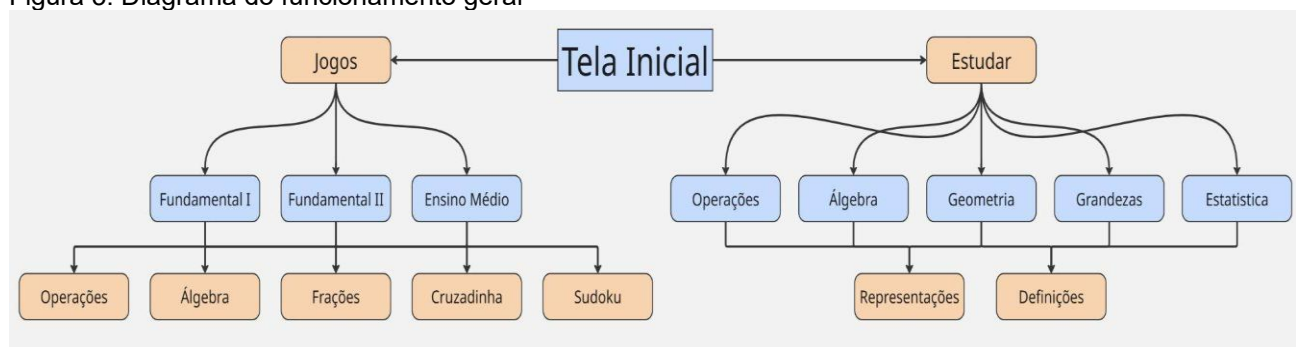 Figura 6: Diagrama do funcionamento geral
Jogos
Tela Inicial
Estudar
Fundamental I
Fundamental II
Ensino Médio
Operações
Álgebra
Geometria
Grandezas
Estatistica
Operações
Álgebra
Frações
Cruzadinha
Sudoku
Representações
Definições